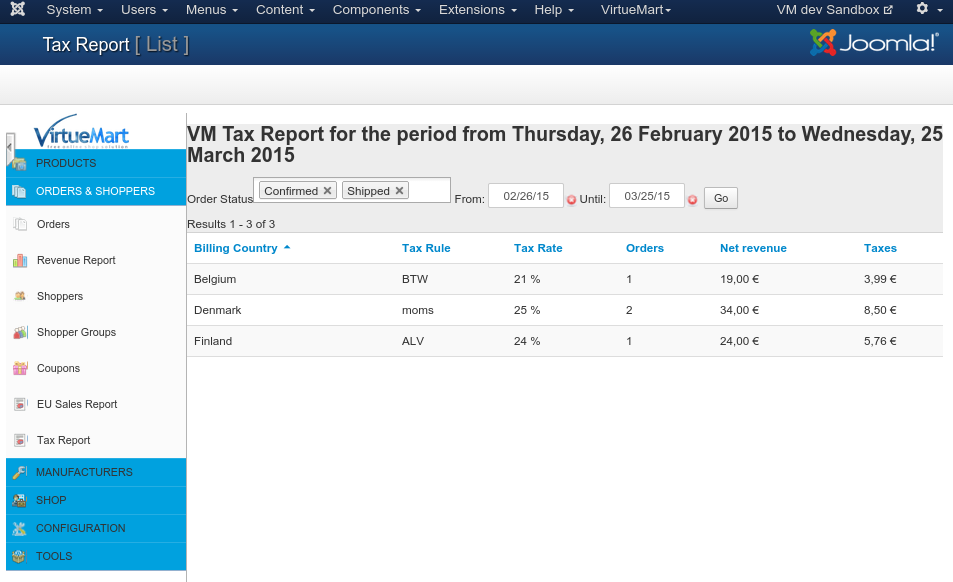 System Users Menus Content Components Extensions Help VirtueMart VM dev Sandbox
Tax Report [ List ] Joomla!®
VirtueMart
free online shop solution
VM Tax Report for the period from Thursday, 26 February 2015 to Wednesday, 25
March 2015
Order Status Confirmed Shipped From: 02/26/15 Until: 03/25/15 Go
Results 1 - 3 of 3
Billing Country Tax Rule Tax Rate Orders Net revenue Taxes
Belgium BTW 21 % 1 19,00 € 3,99 €
Denmark moms 25 % 2 34,00 € 8,50 €
Finland ALV 24 % 1 24,00 € 5,76 €
PRODUCTS
ORDERS & SHOPPERS
Orders
Revenue Report
Shoppers
Shopper Groups
Coupons
EU Sales Report
Tax Report
MANUFACTURERS
SHOP
CONFIGURATION
TOOLS